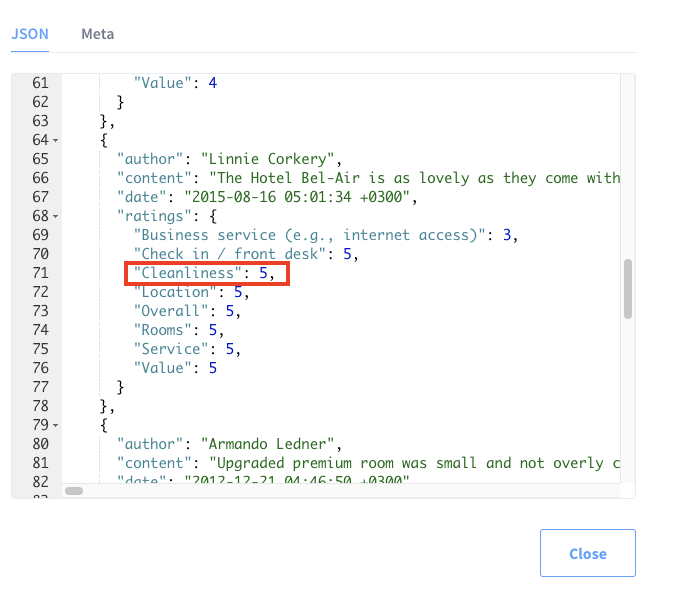 JSON Meta
61 "Value": 4
62 }
63 },
64 {
65 "author": "Linnie Corkery",
66 "content": "The Hotel Bel-Air is as lovely as they come with
67 "date": "2015-08-16 05:01:34 +0300",
68 "ratings": {
69 "Business service (e.g., internet access)": 3,
70 "Check in / front desk": 5,
71 "Cleanliness": 5,
72 "Location": 5,
73 "Overall": 5,
74 "Rooms": 5,
75 "Service": 5,
76 "Value": 5
77 }
78 },
79 {
80 "author": "Armando Ledner",
81 "content": "Upgraded premium room was small and not overly c
82 "date": "2012-12-21 04:46:50 +0300"
Close